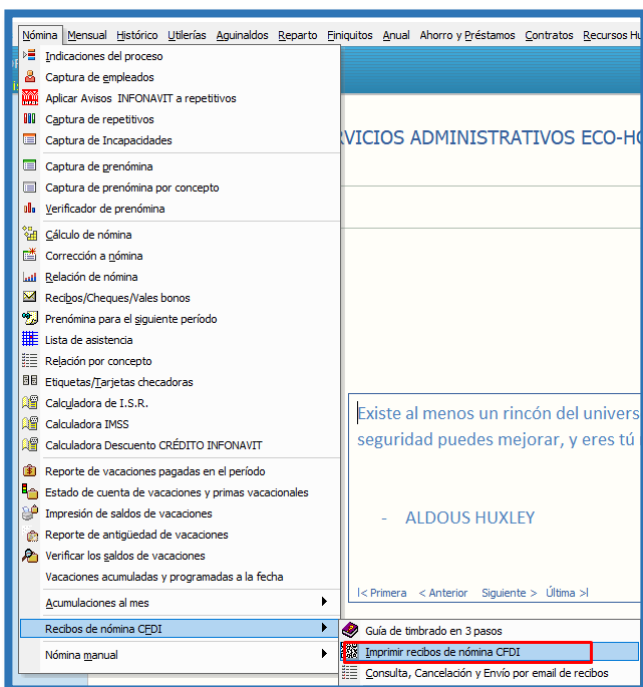 Nómina Mensual Histórico Utilerías Aguinaldos Reparto Finiquitos Anual Ahorro y Préstamos Contratos Recursos
Indicaciones del proceso
Captura de empleados
Aplicar Avisos INFONAVIT a repetitivos
Captura de repetitivos
Captura de Incapacidades
Captura de prenómina
Captura de prenómina por concepto
Verificador de prenómina
Cálculo de nómina
Corrección a nómina
Relación de nómina
Recibos/Cheques/Vales bonos
Prenómina para el siguiente período
Lista de asistencia
Relación por concepto
Etiquetas/Tarjetas checadoras
Calculadora de I.S.R.
Calculadora IMSS
Calculadora Descuento CRÉDITO INFONAVIT
Reporte de vacaciones pagadas en el período
Estado de cuenta de vacaciones y primas vacacionales
Impresión de saldos de vacaciones
Reporte de antigüedad de vacaciones
Verificar los saldos de vacaciones
Vacaciones acumuladas y programadas a la fecha
Acumulaciones al mes
Recibos de nómina CFDI
Nómina manual
VICIOS ADMINISTRATIVOS ECO-HO
Existe al menos un rincón del univers
seguridad puedes mejorar, y eres tú
- ALDOUS HUXLEY
|< Primera < Anterior Siguiente > Última >|
Guía de timbrado en 3 pasos
Imprimir recibos de nómina CFDI
Consulta, Cancelación y Envío por email de recibos